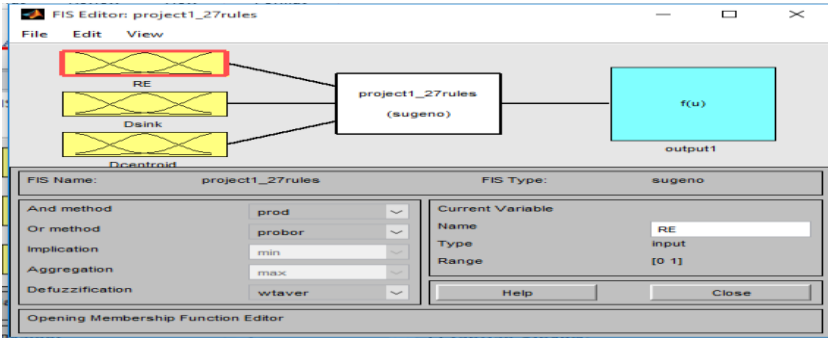 FIS Editor: project1_27rules
File Edit View
RE
Dsink
Dcentroid
project1_27rules
(sugeno)
f(u)
output1
FIS Name: project1_27rules FIS Type: sugeno
And method prod
Or method probor
Implication min
Aggregation max
Defuzzification wtaver
Current Variable
Name RE
Type input
Range [0 1]
Help Close
Opening Membership Function Editor